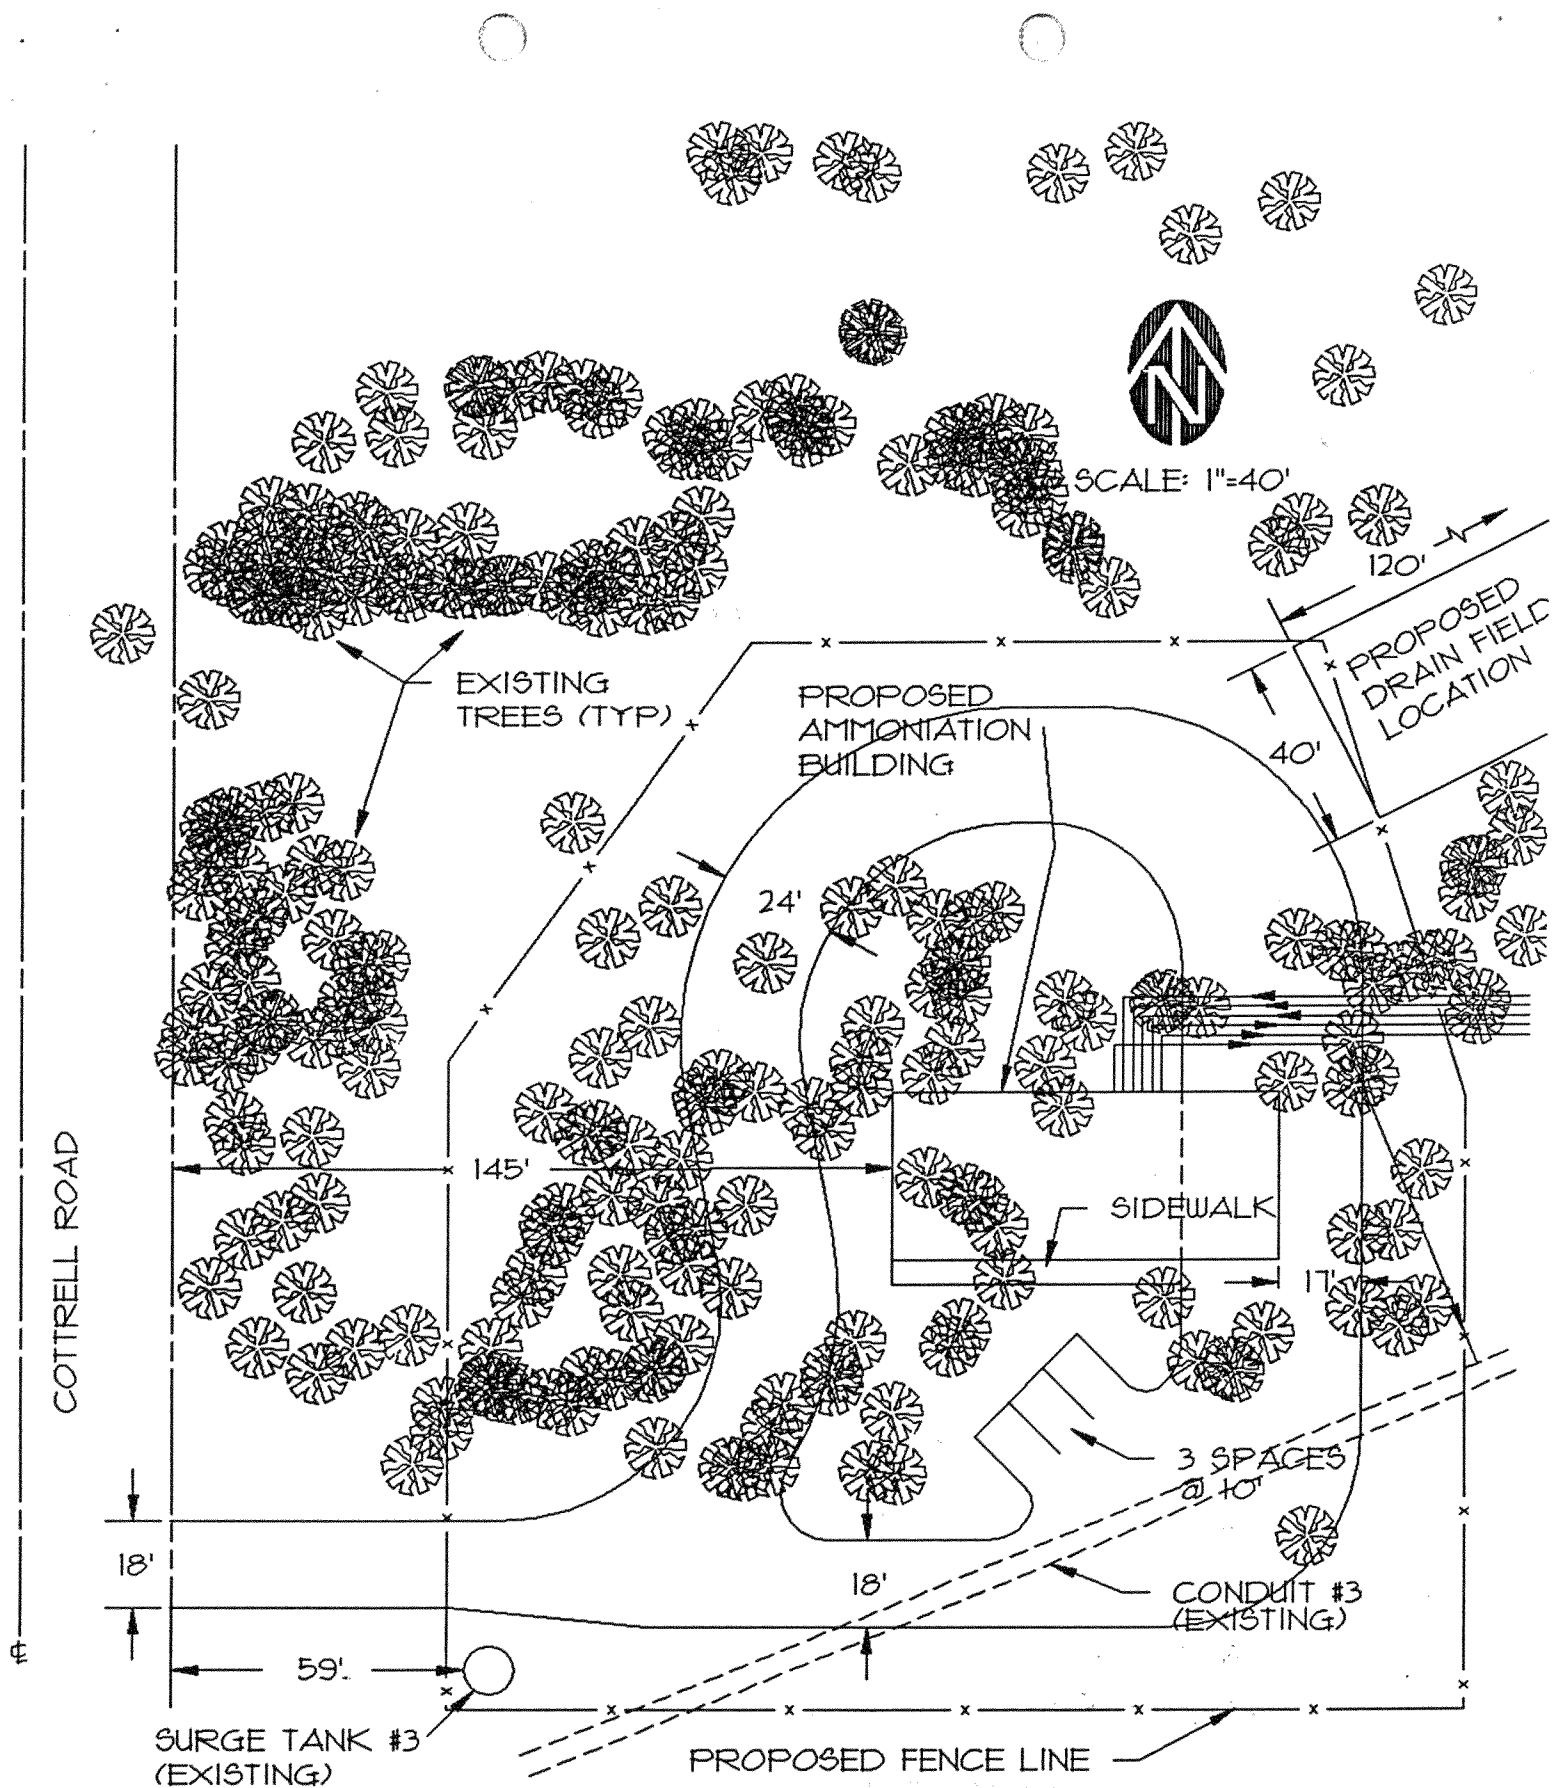 N
SCALE: 1"=40'
120'
PROPOSED
DRAIN FIELD
LOCATION
40'
EXISTING
TREES (TYP)
PROPOSED
AMMONIATION
BUILDING
24'
145'
SIDEWALK
17'
COTTRELL ROAD
3 SPACES
@ 10'
18'
18'
CONDUIT #3
(EXISTING)
59'
℄
SURGE TANK #3
(EXISTING)
PROPOSED FENCE LINE